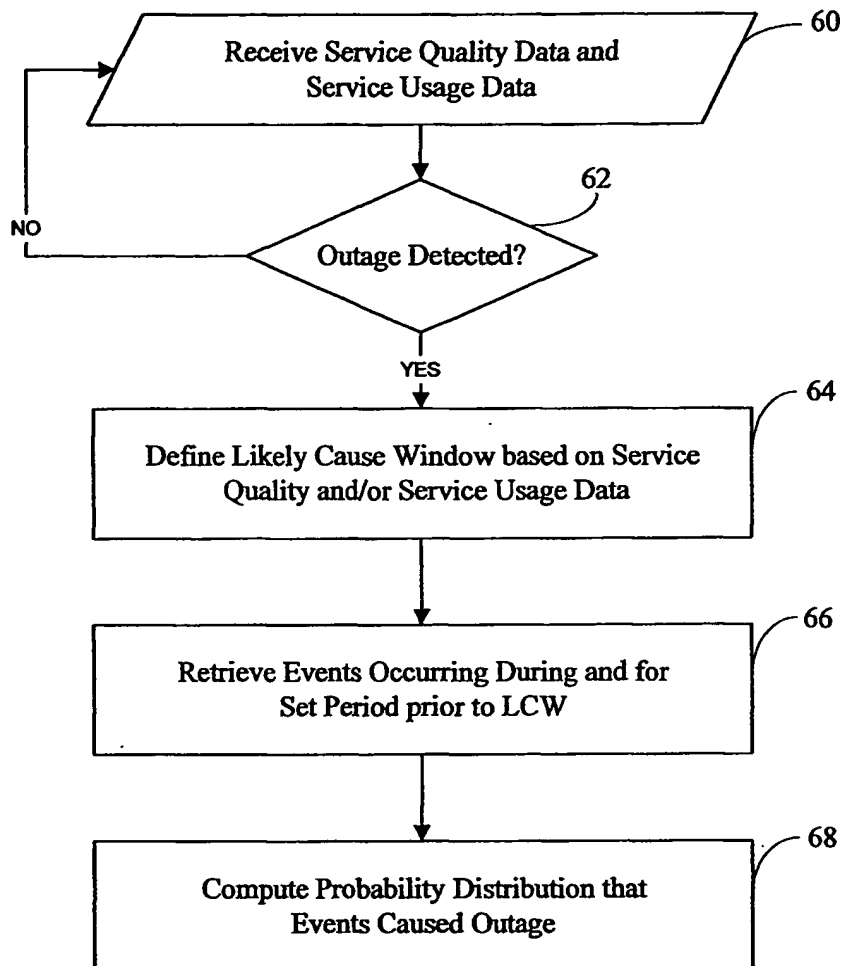 60
Receive Service Quality Data and
Service Usage Data
62
NO
Outage Detected?
YES
64
Define Likely Cause Window based on Service
Quality and/or Service Usage Data
66
Retrieve Events Occurring During and for
Set Period prior to LCW
68
Compute Probability Distribution that
Events Caused Outage